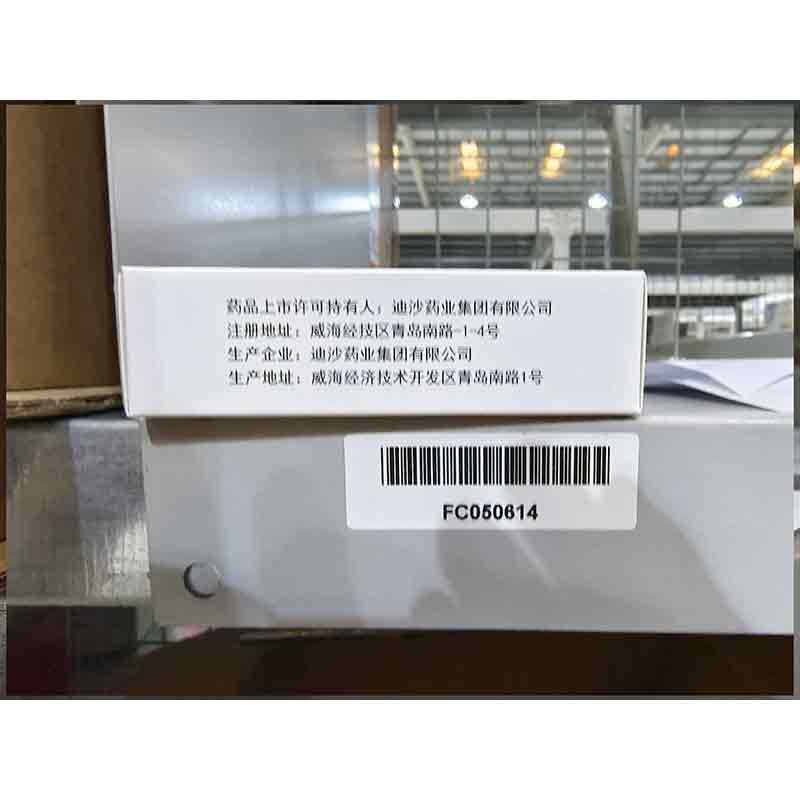 药品上市许可持有人：迪沙药业集团有限公司
注册地址：威海经技区青岛南路-1-4号
生产企业：迪沙药业集团有限公司
生产地址：威海经济技术开发区青岛南路1号
FC050614